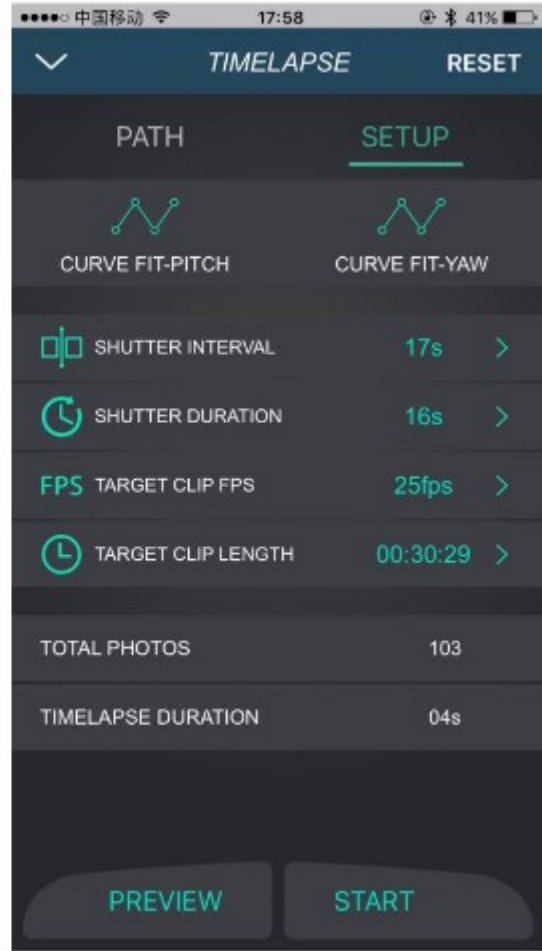 中国移动 17:58 41%
TIMELAPSE RESET
PATH SETUP
CURVE FIT-PITCH CURVE FIT-YAW
SHUTTER INTERVAL 17s >
SHUTTER DURATION 16s >
FPS TARGET CLIP FPS 25fps >
TARGET CLIP LENGTH 00:30:29 >
TOTAL PHOTOS 103
TIMELAPSE DURATION 04s
PREVIEW START